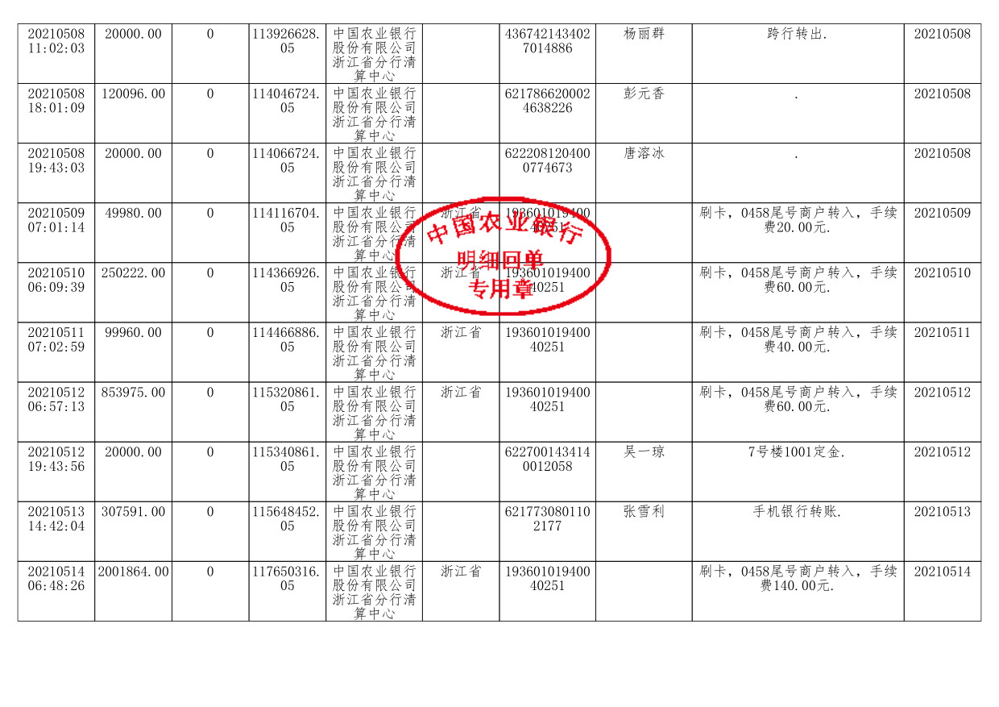 20210508 20000.00 0 113926628. 中国农业银行 436742143402 杨丽群 跨行转出. 20210508
11:02:03 05 股份有限公司 7014886
浙江省分行清
算中心
20210508 120096.00 0 114046724. 中国农业银行 621786620002 彭元香 . 20210508
18:01:09 05 股份有限公司 4638226
浙江省分行清
算中心
20210508 20000.00 0 114066724. 中国农业银行 622208120400 唐溶冰 . 20210508
19:43:03 05 股份有限公司 0774673
浙江省分行清
算中心
20210509 49980.00 0 114116704. 中国农业银行 浙江省 193601019400 刷卡，0458尾号商户转入，手续 20210509
07:01:14 05 股份有限公司 40251 费20.00元.
浙江省分行清
算中心
中国农业银行
明细回单
专用章
20210510 250222.00 0 114366926. 中国农业银行 浙江省 193601019400 刷卡，0458尾号商户转入，手续 20210510
06:09:39 05 股份有限公司 40251 费60.00元.
浙江省分行清
算中心
20210511 99960.00 0 114466886. 中国农业银行 浙江省 193601019400 刷卡，0458尾号商户转入，手续 20210511
07:02:59 05 股份有限公司 40251 费40.00元.
浙江省分行清
算中心
20210512 853975.00 0 115320861. 中国农业银行 浙江省 193601019400 刷卡，0458尾号商户转入，手续 20210512
06:57:13 05 股份有限公司 40251 费60.00元.
浙江省分行清
算中心
20210512 20000.00 0 115340861. 中国农业银行 622700143414 吴一琼 7号楼1001定金. 20210512
19:43:56 05 股份有限公司 0012058
浙江省分行清
算中心
20210513 307591.00 0 115648452. 中国农业银行 621773080110 张雪利 手机银行转账. 20210513
14:42:04 05 股份有限公司 2177
浙江省分行清
算中心
20210514 2001864.00 0 117650316. 中国农业银行 浙江省 193601019400 刷卡，0458尾号商户转入，手续 20210514
06:48:26 05 股份有限公司 40251 费140.00元.
浙江省分行清
算中心